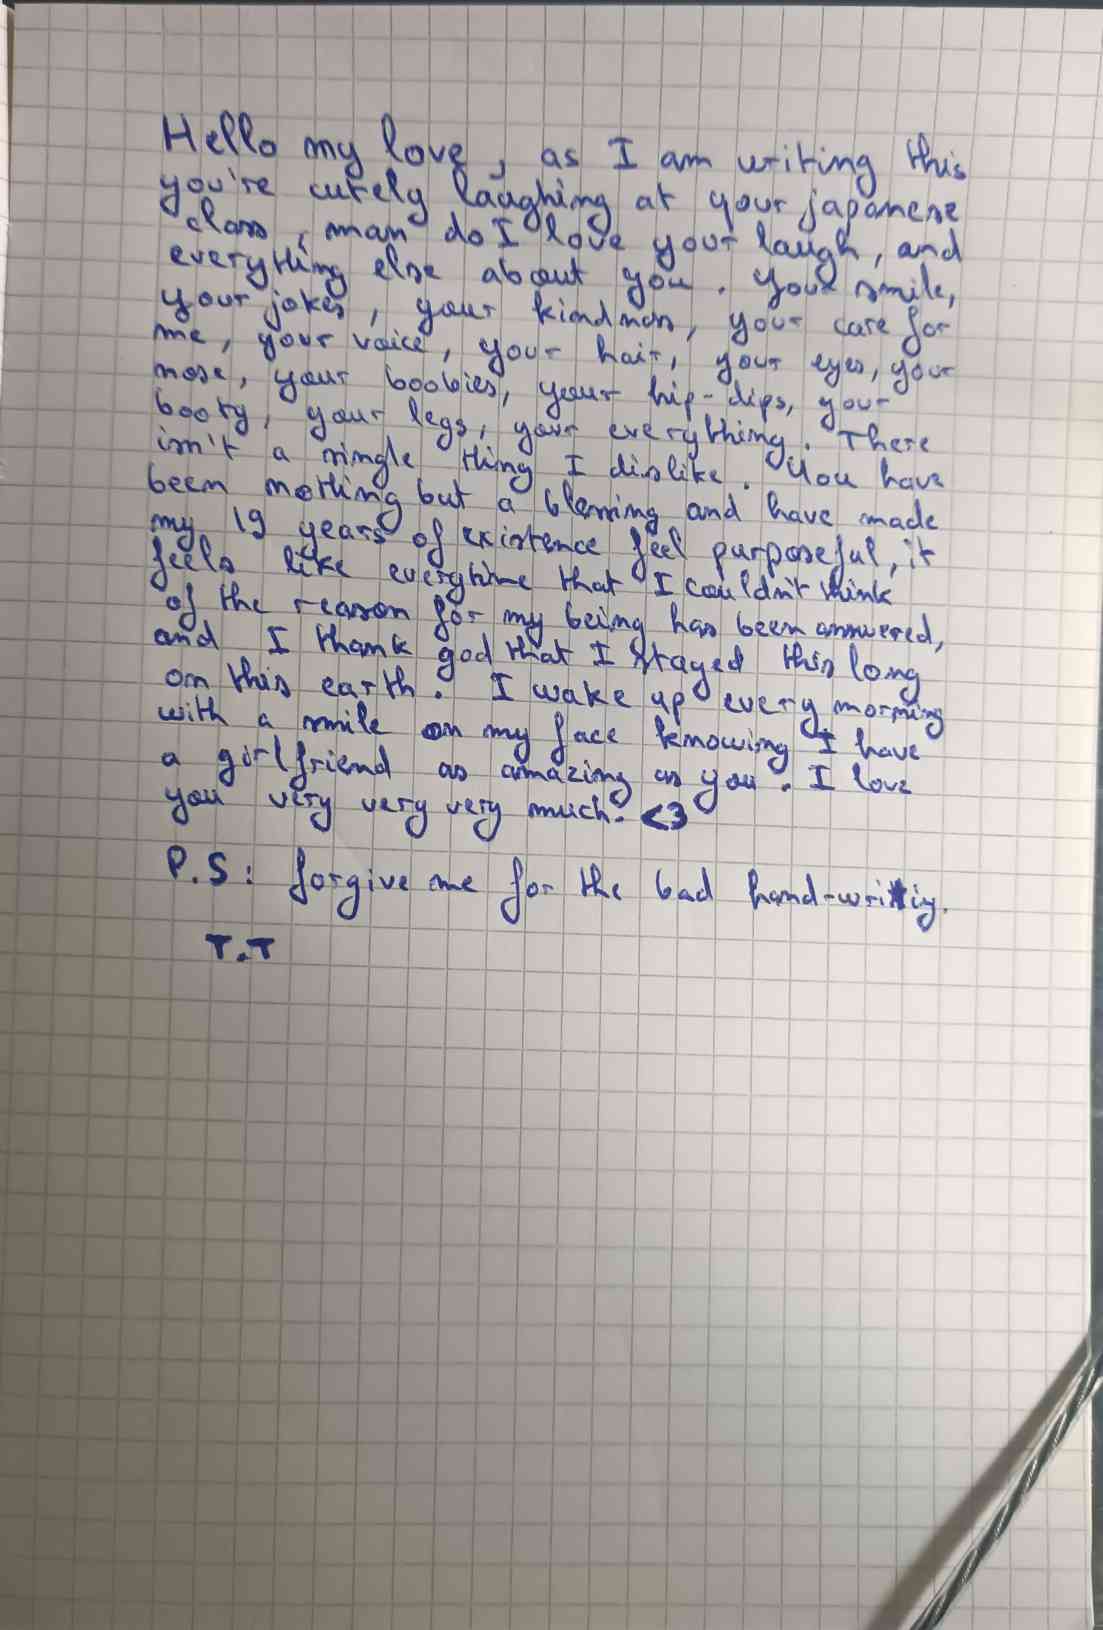 Hello my love, as I am writing this
you're cutely laughing at your japanese
class, man do I love your laugh, and
everything else about you. Your smile,
your jokes, your kindness, your care for
me, your voice, your hair, your eyes, your
nose, your boobies, your hip-dips, your
booty, your legs, your everything. There
isn't a single thing I dislike. You have
been nothing but a blessing and have made
my 19 years of existence feel purposeful, it
feels like everytime that I couldn't think
of the reason for my being has been answered,
and I thank god that I stayed this long
on this earth. I wake up every morning
with a smile on my face knowing I have
a girlfriend as amazing as you. I love
you very very very much. <3
P.S: forgive me for the bad hand-writiy.
T.T